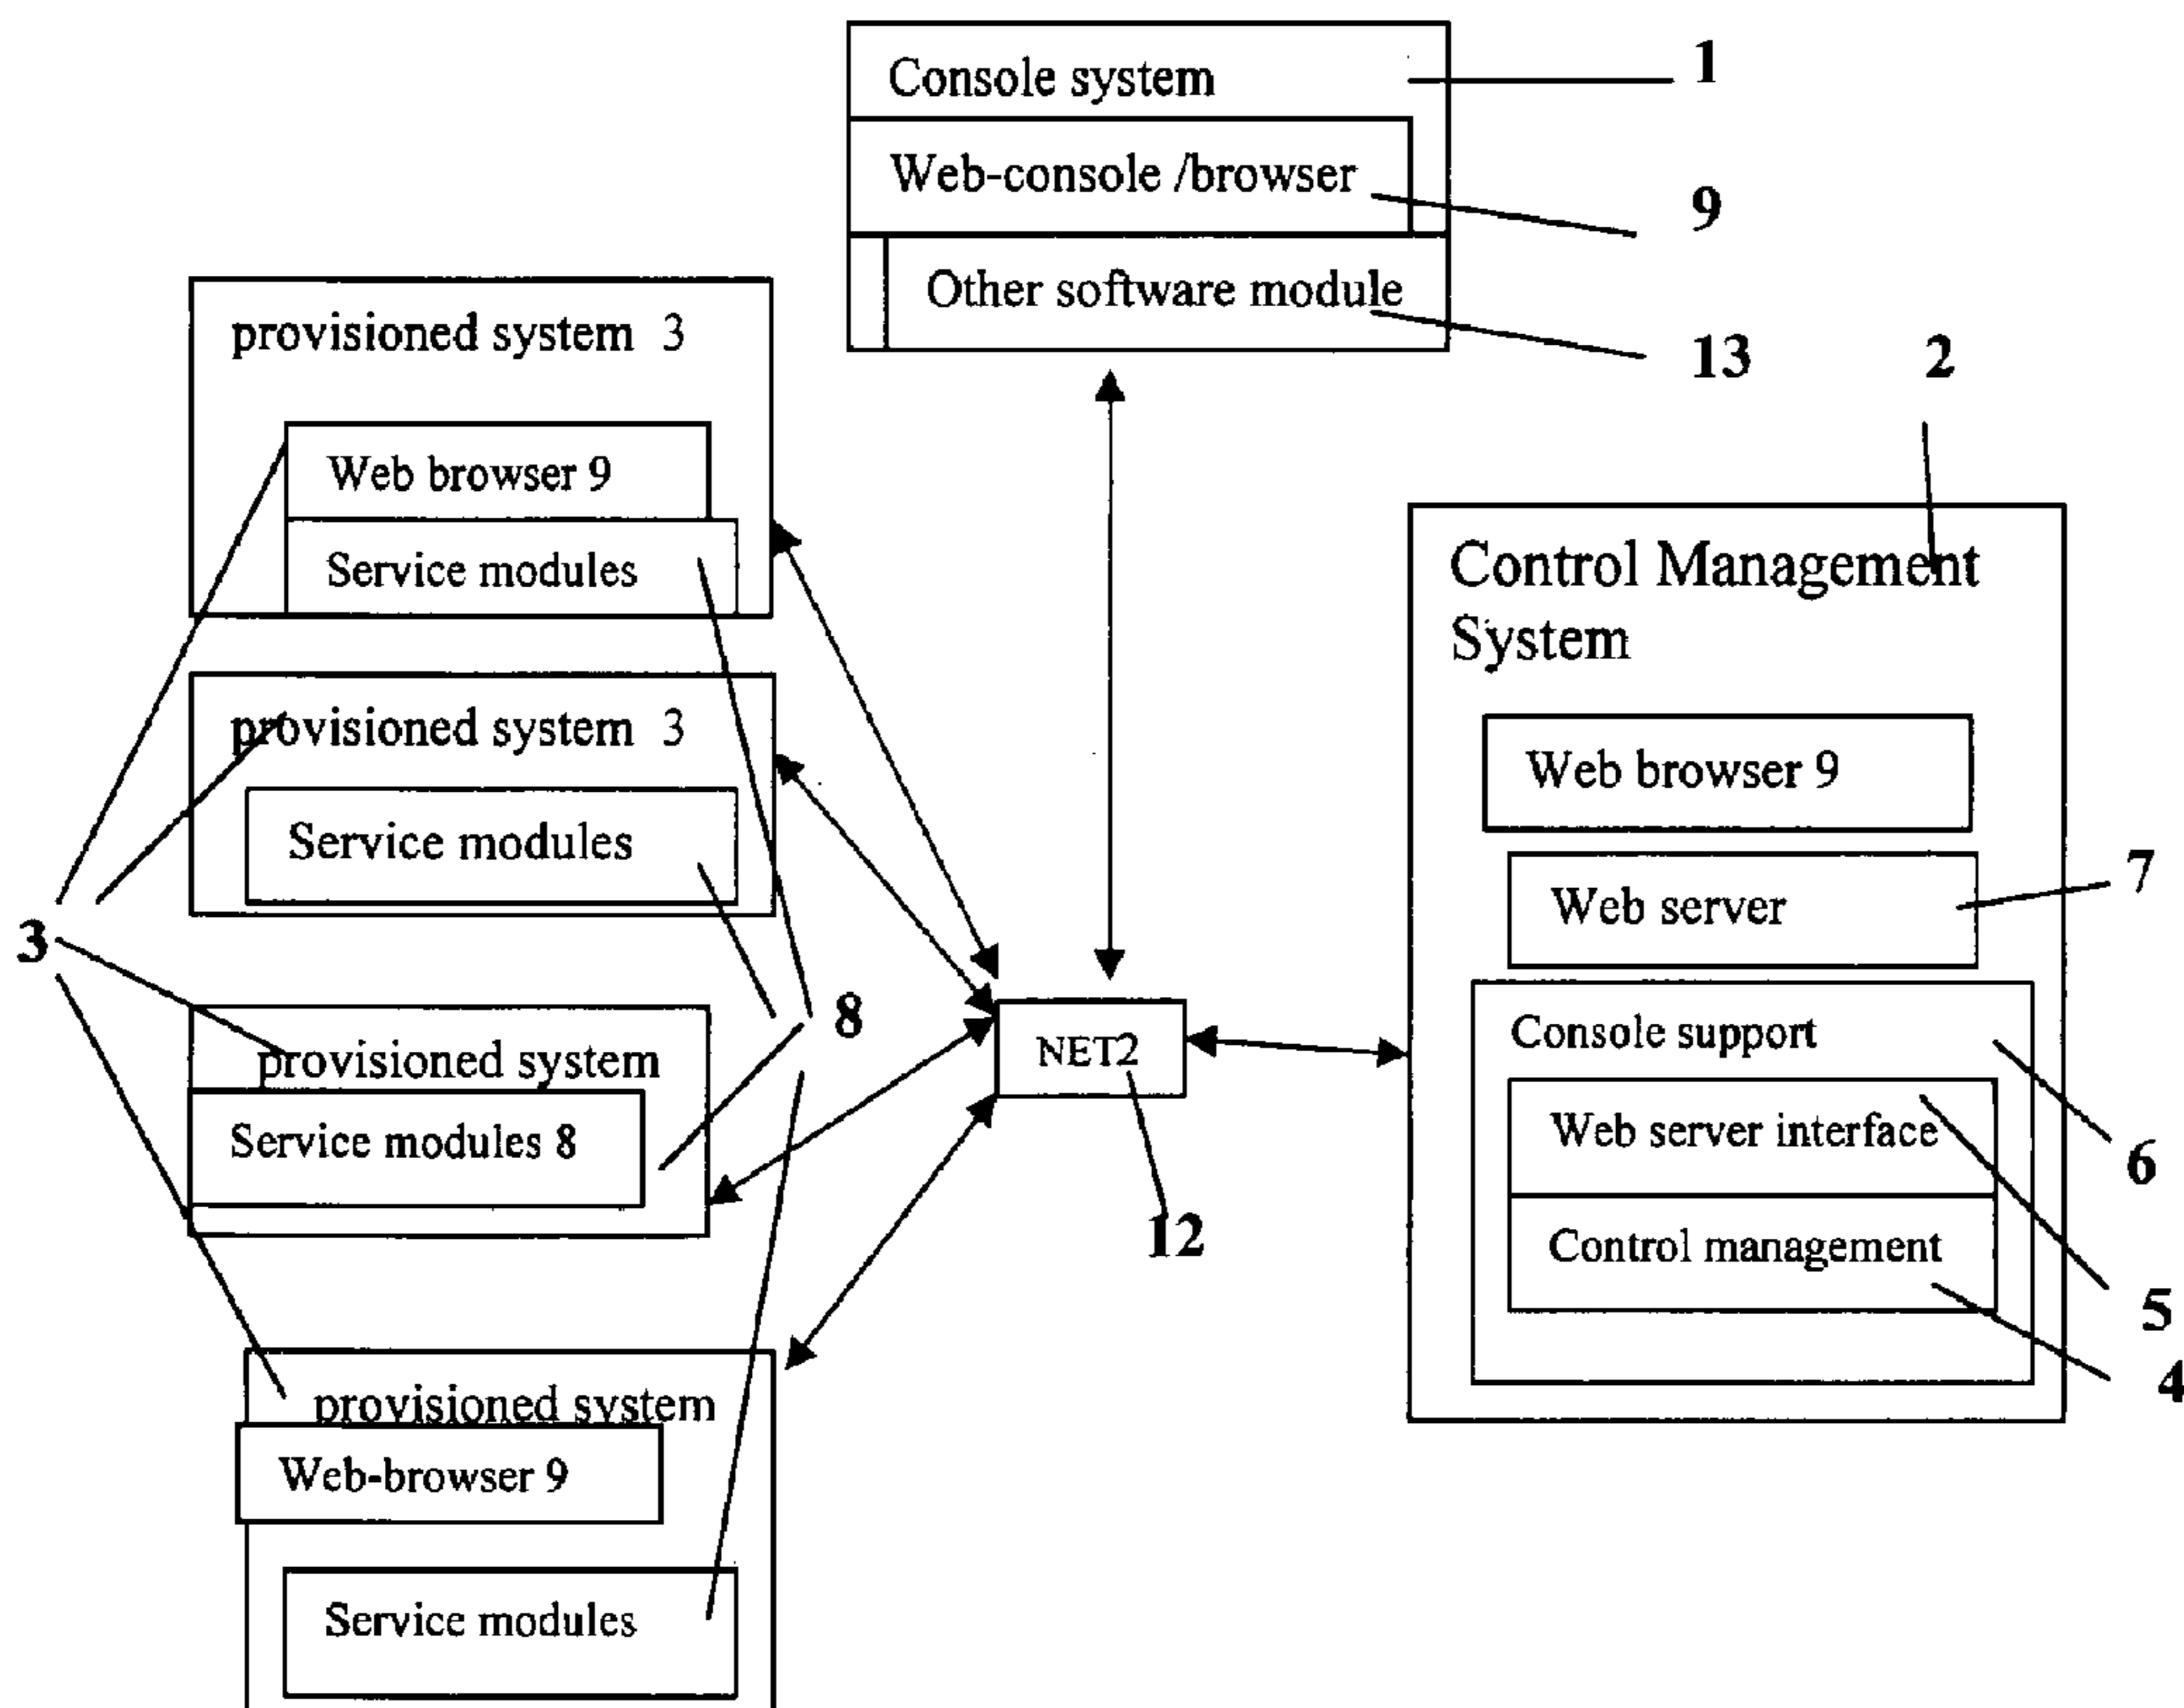 Console system
1
Web-console /browser
9
Other software module
13
2
provisioned system 3
Web browser 9
Service modules
provisioned system 3
Service modules
3
8
provisioned system
Service modules 8
provisioned system
Web-browser 9
Service modules
NET2
12
Control Management
System
Web browser 9
Web server
7
Console support
Web server interface
6
Control management
5
4